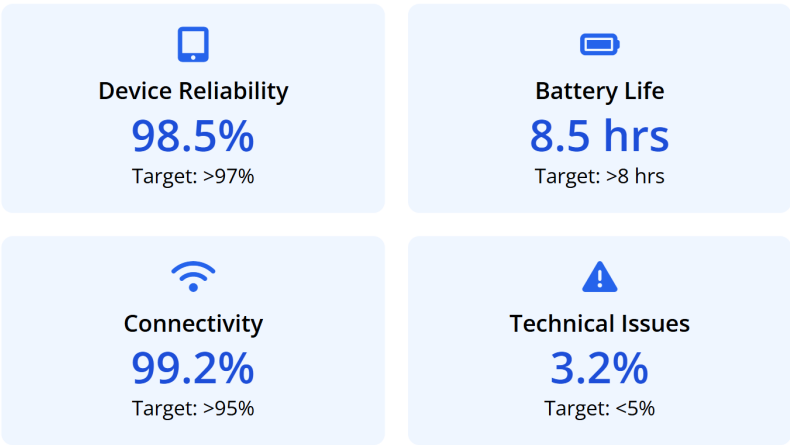 Device Reliability
98.5%
Target: >97%
Battery Life
8.5 hrs
Target: >8 hrs
Connectivity
99.2%
Target: >95%
Technical Issues
3.2%
Target: <5%